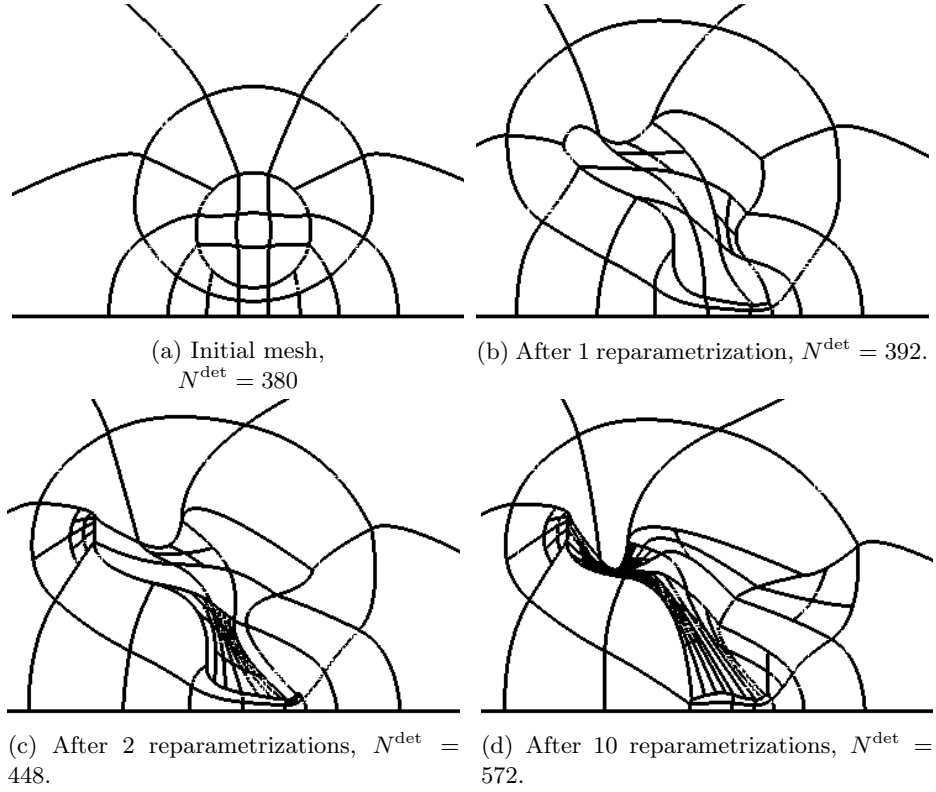 (a) Initial mesh,
N^det = 380
(b) After 1 reparametrization, N^det = 392.
(c) After 2 reparametrizations, N^det =
448.
(d) After 10 reparametrizations, N^det =
572.